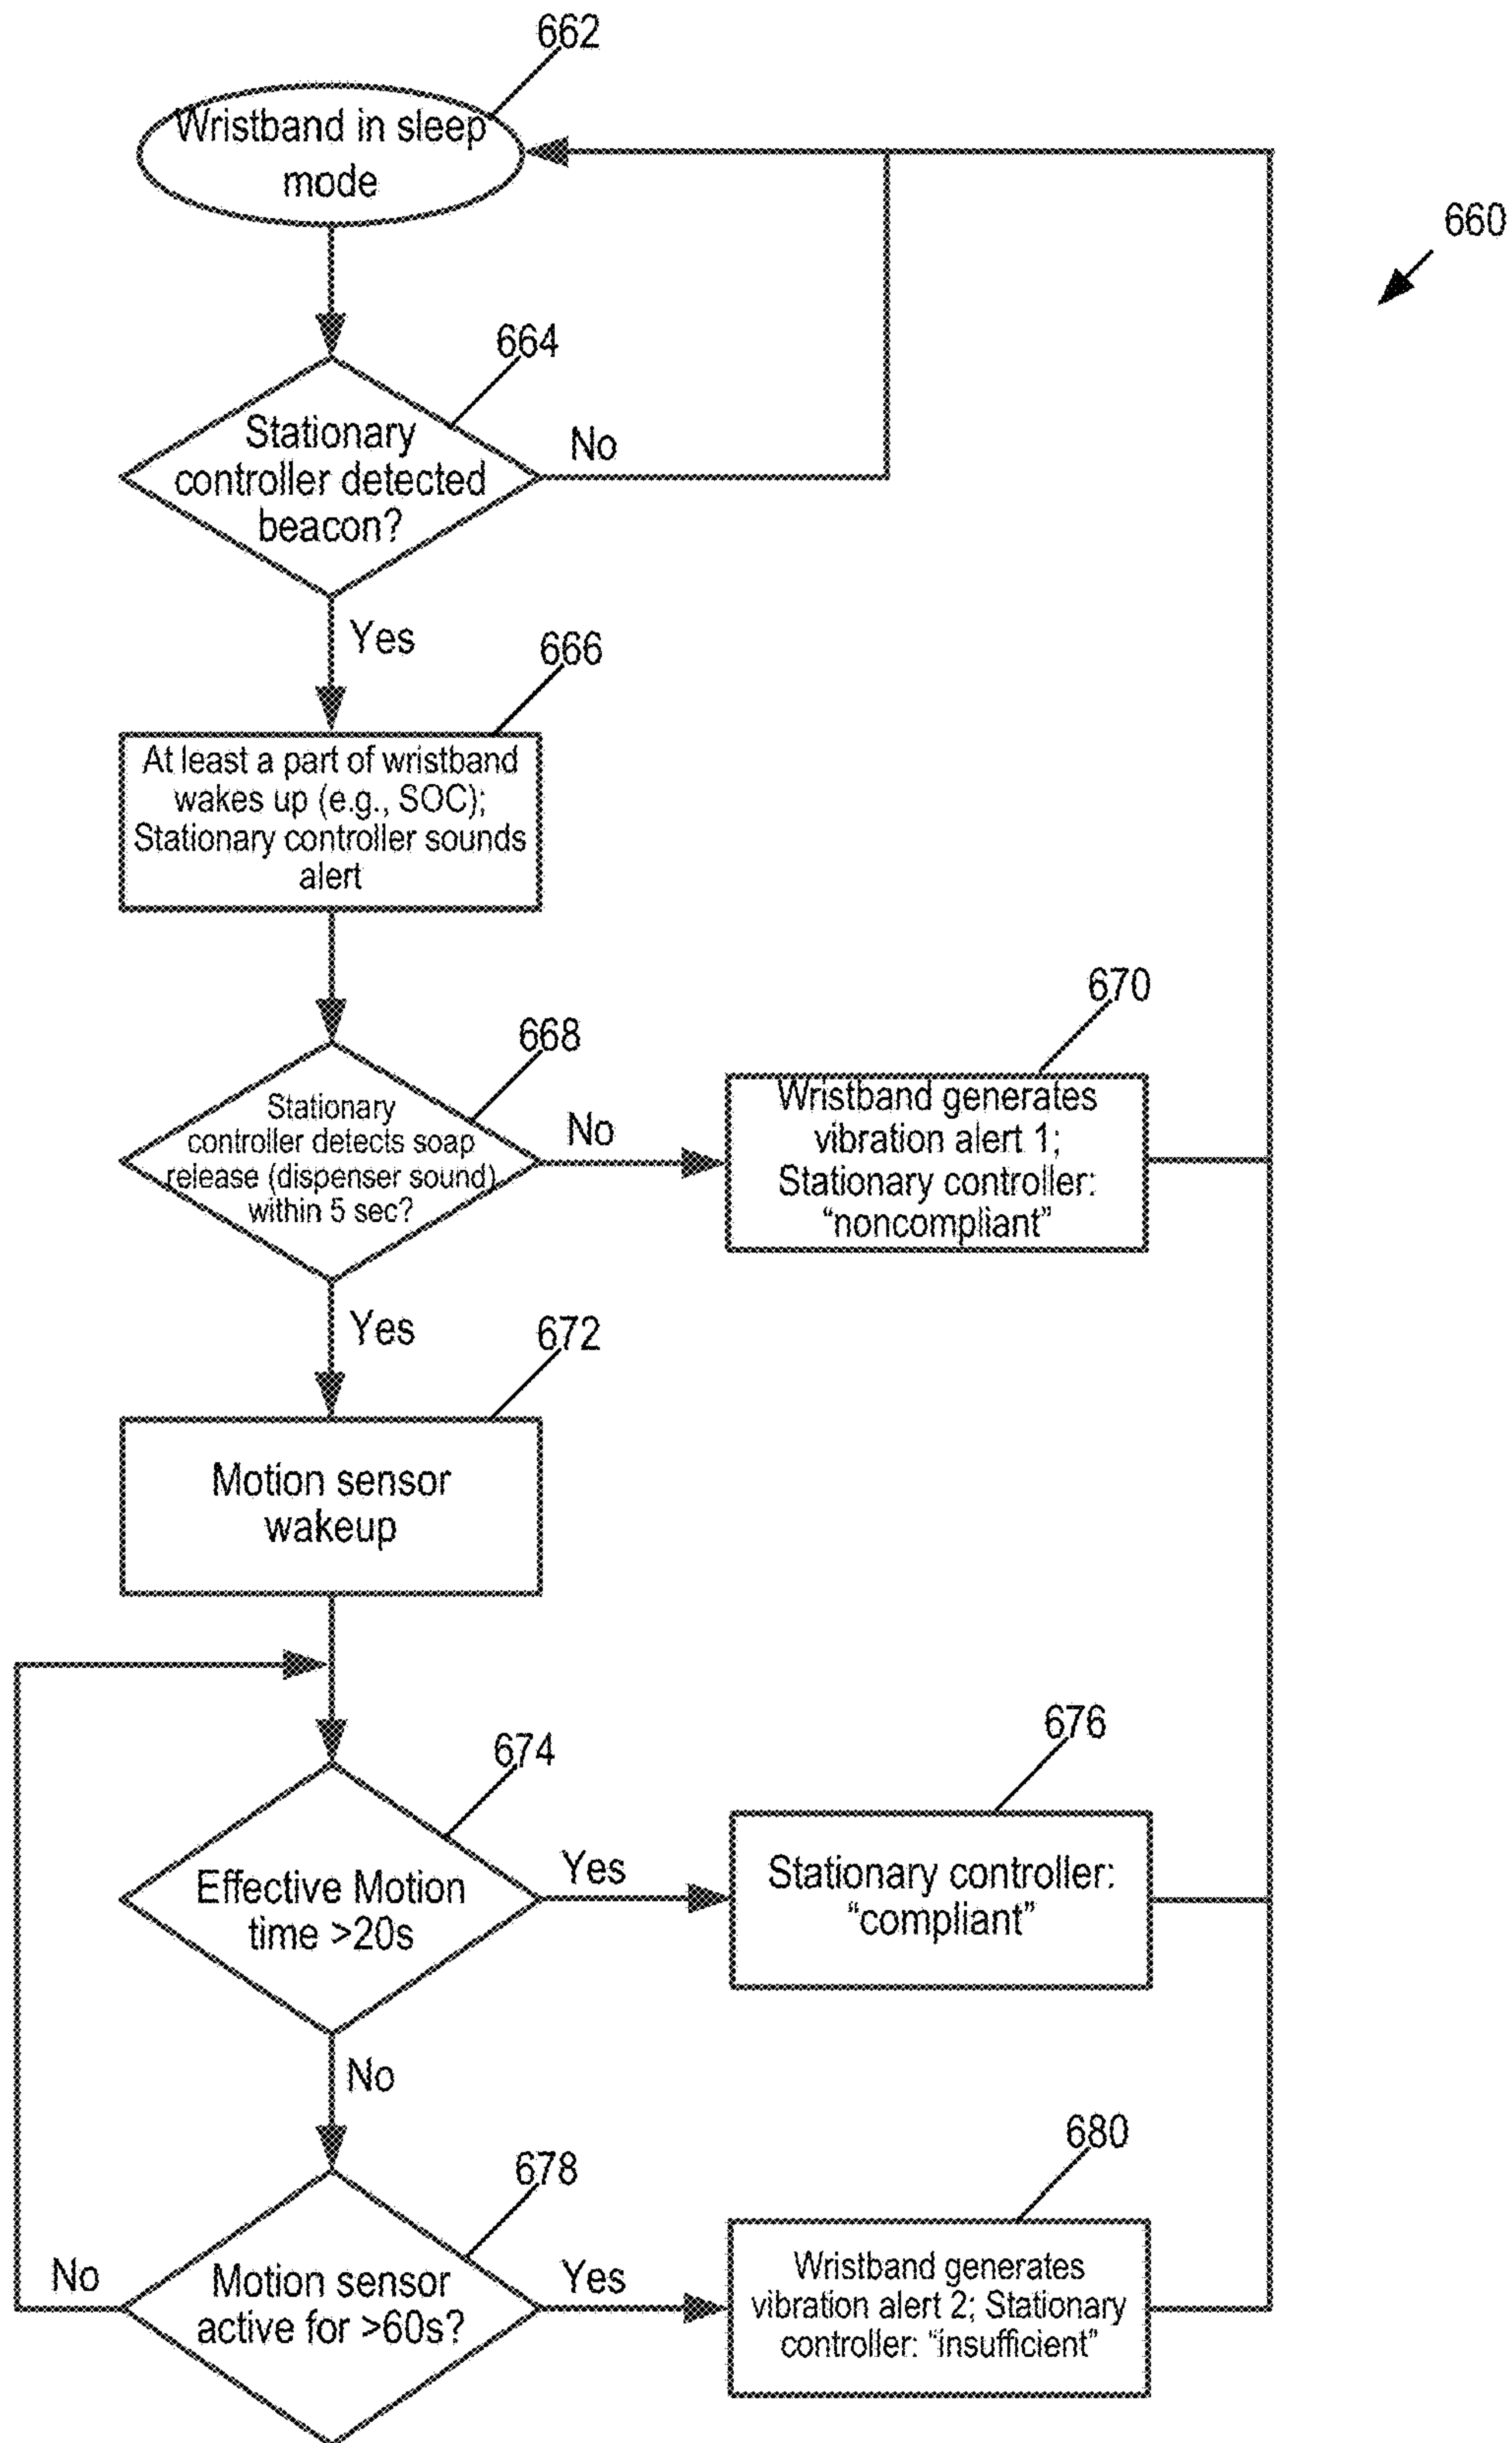 662
Wristband in sleep
mode
660
664
Stationary
controller detected
beacon?
No
Yes
666
At least a part of wristband
wakes up (e.g., SOC);
Stationary controller sounds
alert
668
Stationary
controller detects soap
release (dispenser sound)
within 5 sec?
No
670
Wristband generates
vibration alert 1;
Stationary controller:
“noncompliant”
Yes
672
Motion sensor
wakeup
674
Effective Motion
time >20s
Yes
676
Stationary controller:
“compliant”
No
678
Motion sensor
active for >60s?
No
Yes
680
Wristband generates
vibration alert 2; Stationary
controller: “insufficient”